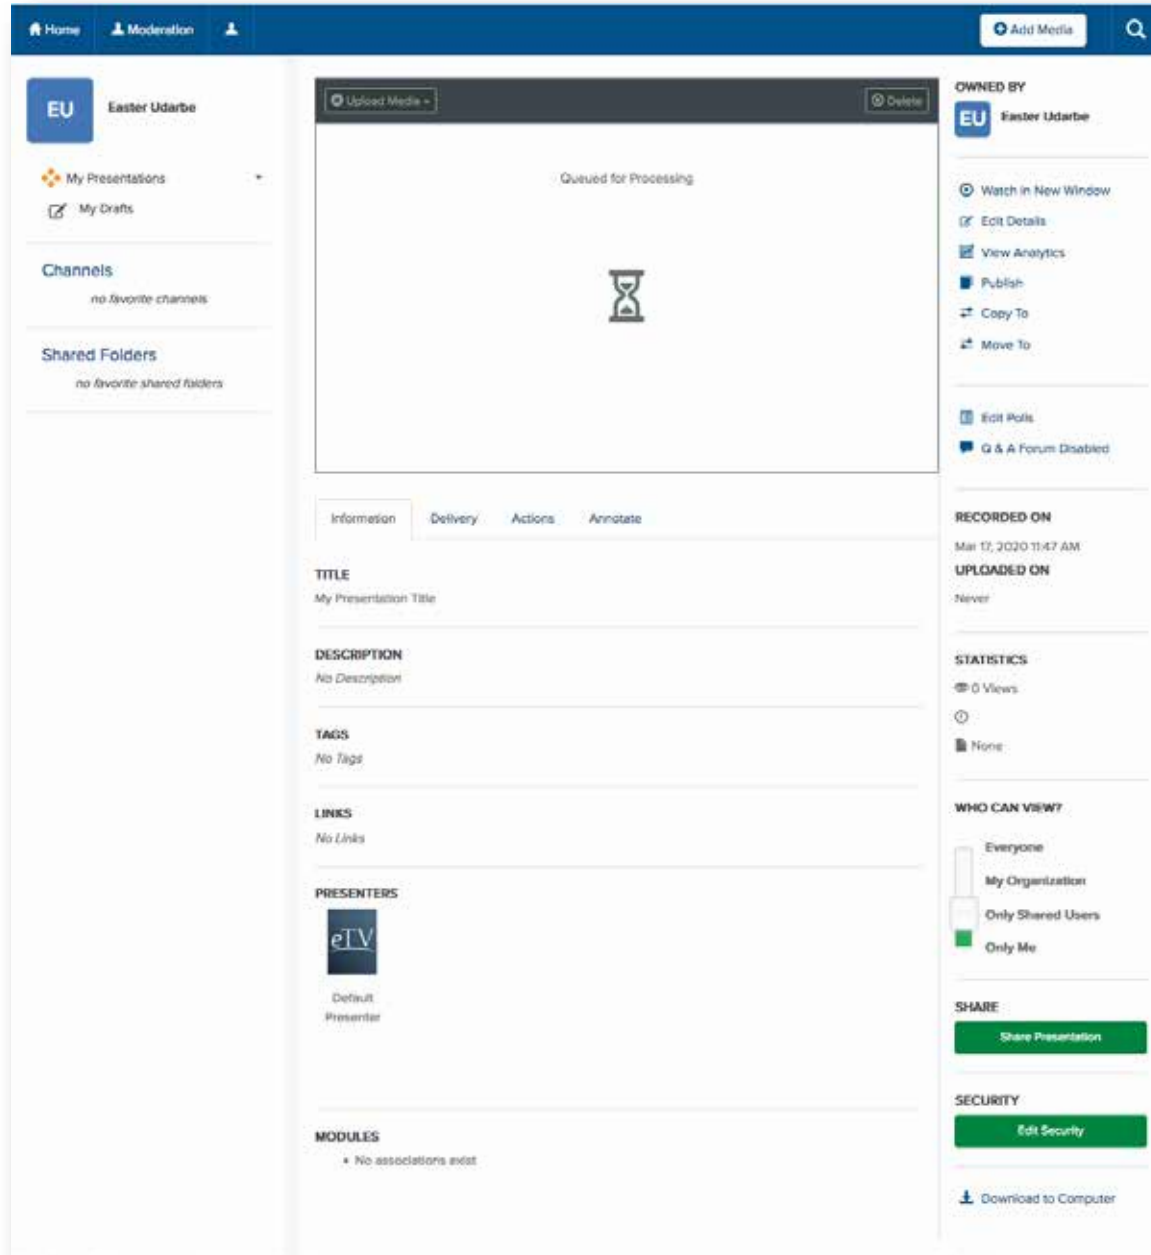 Home Moderation Add Media
EU Easter Udarbe
My Presentations
My Drafts
Channels
no favorite channels
Shared Folders
no favorite shared folders
Upload Media Delete
Queued for Processing
Information Delivery Actions Annotate
TITLE
My Presentation Title
DESCRIPTION
No Description
TAGS
No Tags
LINKS
No Links
PRESENTERS
eTV
Default
Presenter
MODULES
• No associations exist
OWNED BY
EU Easter Udarbe
Watch in New Window
Edit Details
View Analytics
Publish
Copy To
Move To
Edit Polls
Q & A Forum Disabled
RECORDED ON
Mar 17, 2020 11:47 AM
UPLOADED ON
Never
STATISTICS
0 Views
None
WHO CAN VIEW?
Everyone
My Organization
Only Shared Users
Only Me
SHARE
Share Presentation
SECURITY
Edit Security
Download to Computer